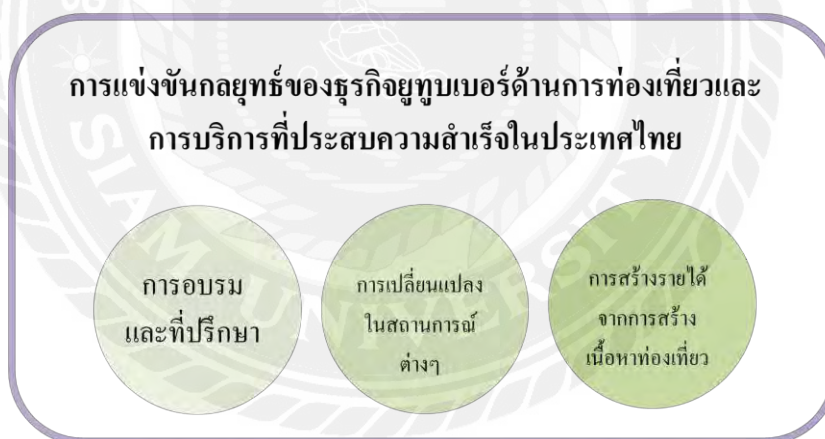 การแข่งขันกลยุทธ์ของธุรกิจยูทูบเบอร์ด้านการท่องเที่ยวและ
การบริการที่ประสบความสำเร็จในประเทศไทย
การอบรม
และที่ปรึกษา
การเปลี่ยนแปลง
ในสถานการณ์
ต่างๆ
การสร้างรายได้
จากการสร้าง
เนื้อหาท่องเที่ยว
SIAM UNIVERSITY